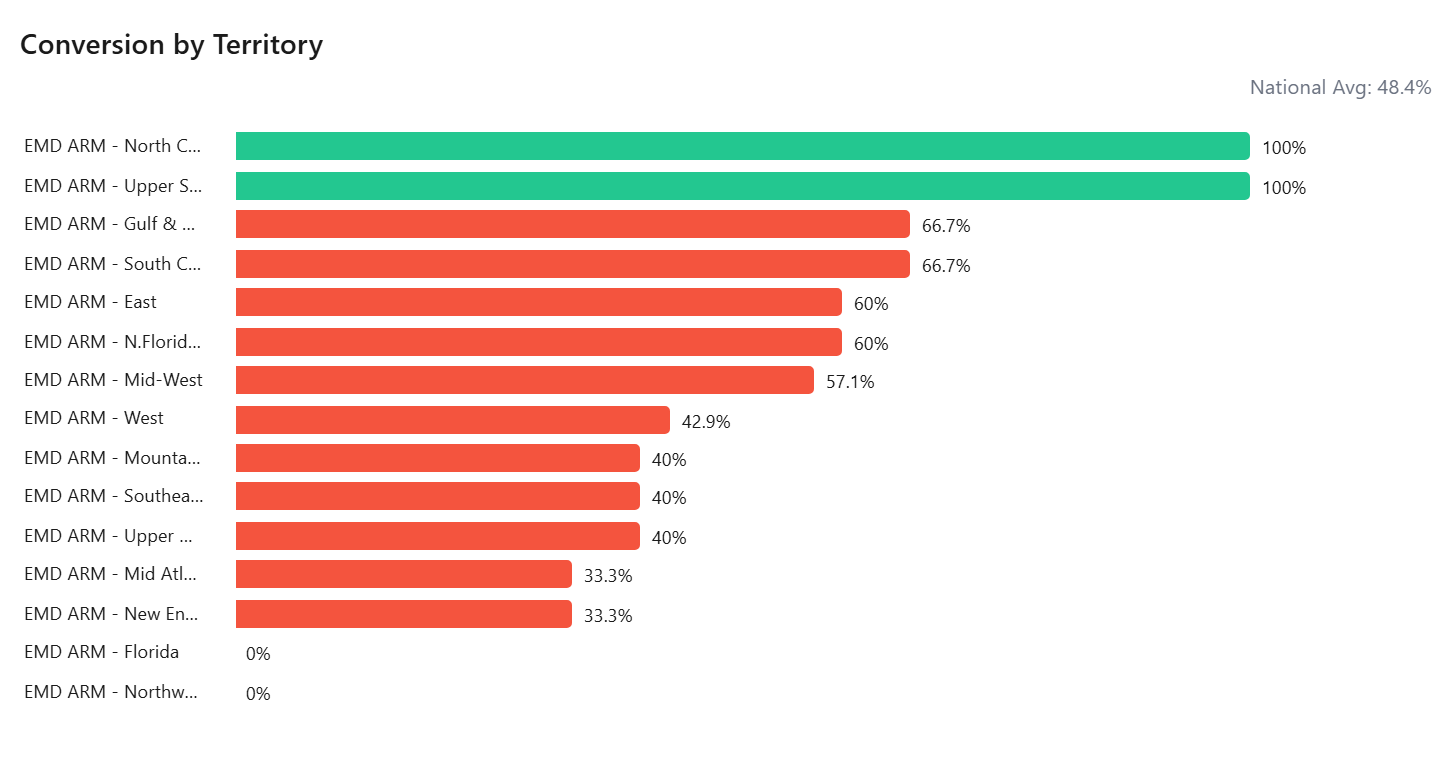 Conversion by Territory
National Avg: 48.4%
EMD ARM - North C... 100%
EMD ARM - Upper S... 100%
EMD ARM - Gulf & ... 66.7%
EMD ARM - South C... 66.7%
EMD ARM - East 60%
EMD ARM - N.Florid... 60%
EMD ARM - Mid-West 57.1%
EMD ARM - West 42.9%
EMD ARM - Mounta... 40%
EMD ARM - Southea... 40%
EMD ARM - Upper ... 40%
EMD ARM - Mid Atl... 33.3%
EMD ARM - New En... 33.3%
EMD ARM - Florida 0%
EMD ARM - Northw... 0%